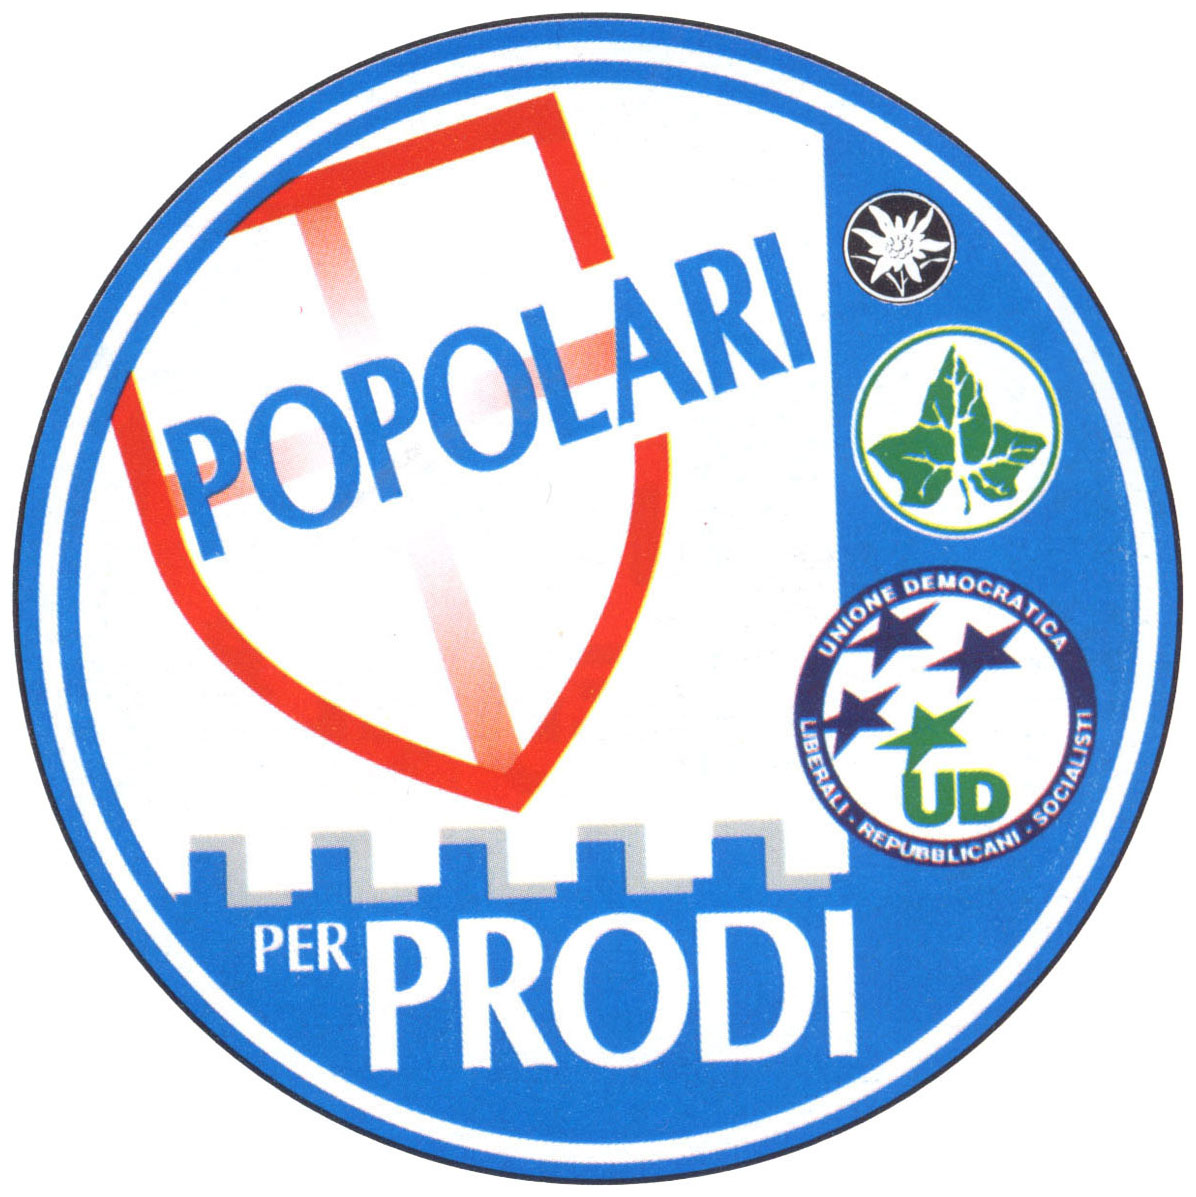 POPOLARI
UNIONE DEMOCRATICA
LIBERALI - REPUBBLICANI - SOCIALISTI
UD
PER PRODI